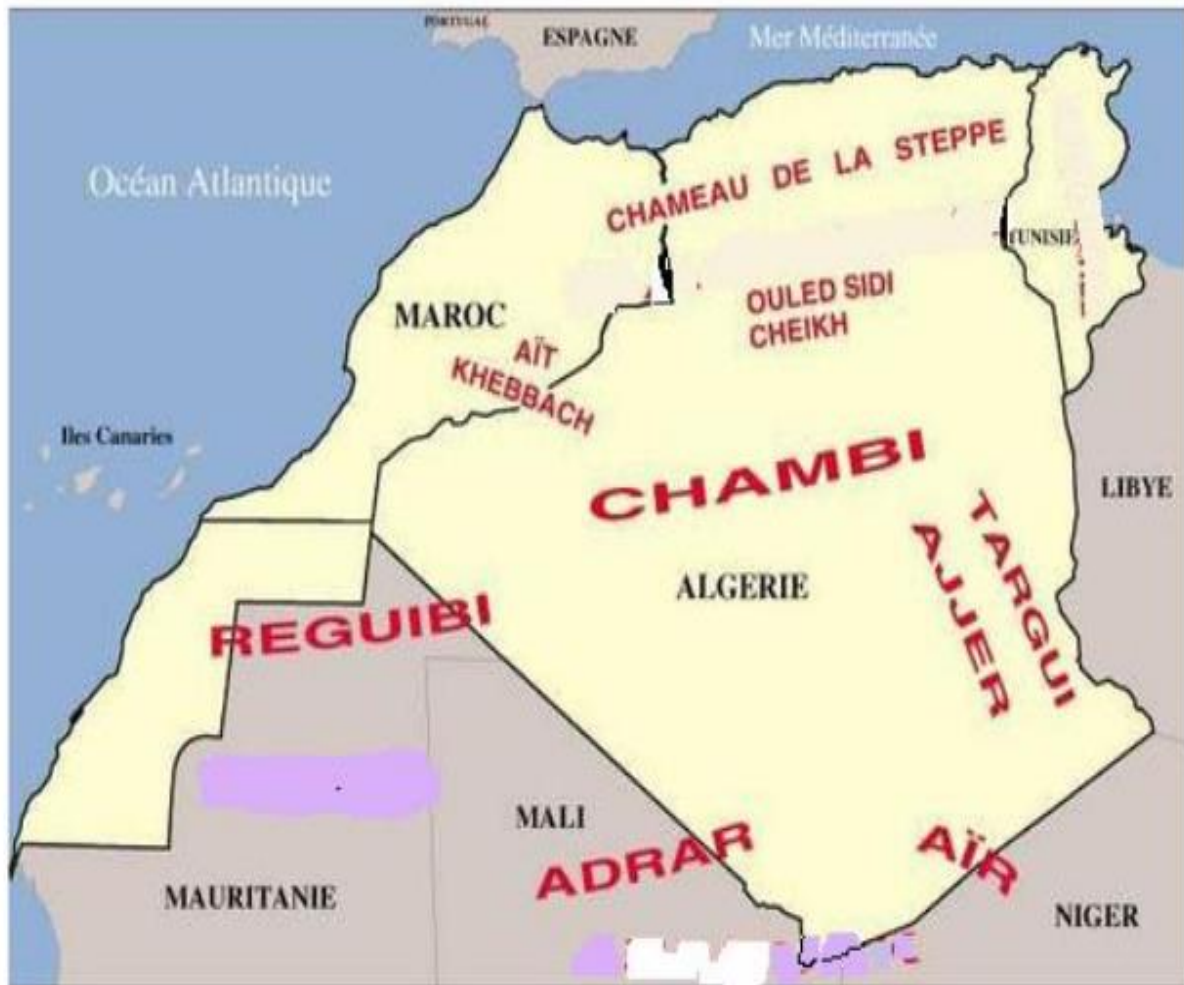 PORTUGAL
ESPAGNE
Mer Méditerranée
Océan Atlantique
CHAMEAU DE LA STEPPE
TUNISIE
OULED SIDI
CHEIKH
MAROC
AÏT
KHEBBACH
Iles Canaries
CHAMBI
LIBYE
TARGUI
AJJER
ALGERIE
REGUIBI
MALI
ADRAR
AÏR
MAURITANIE
NIGER